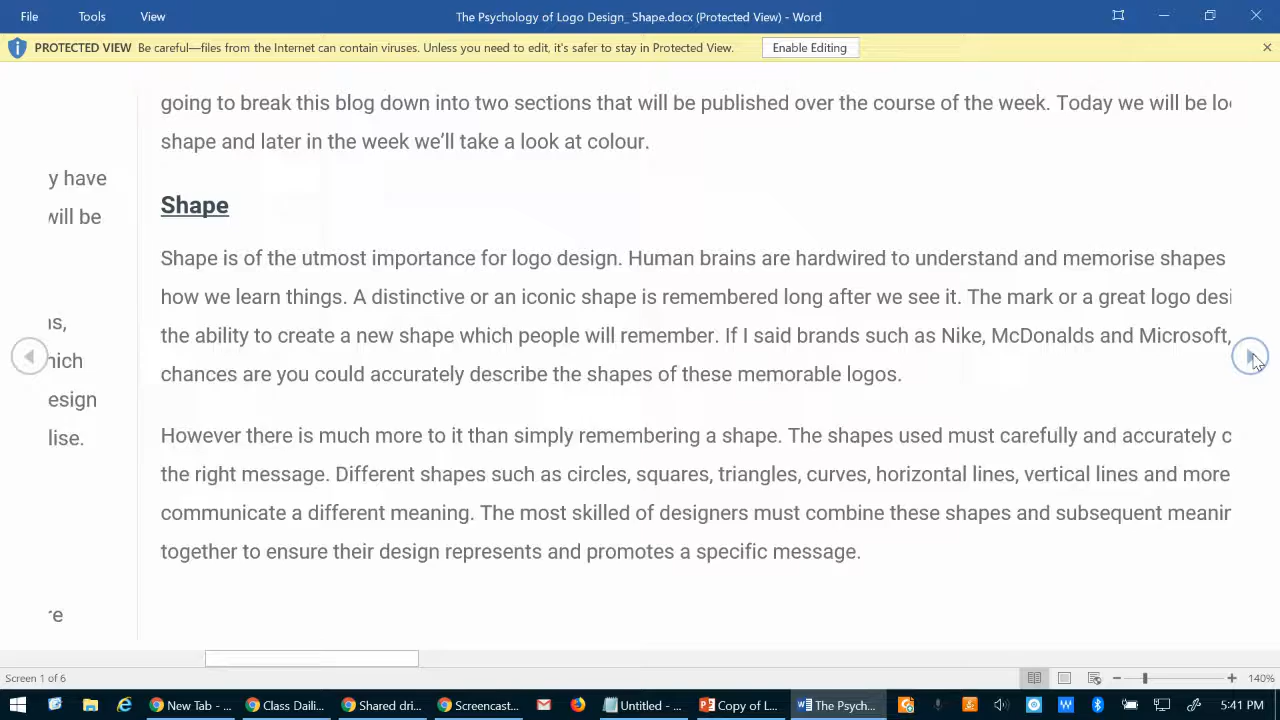 File Tools View The Psychology of Logo Design_ Shape.docx (Protected View) - Word
PROTECTED VIEW Be careful—files from the Internet can contain viruses. Unless you need to edit, it's safer to stay in Protected View. Enable Editing
going to break this blog down into two sections that will be published over the course of the week. Today we will be lo
shape and later in the week we'll take a look at colour.
y have
will be
Shape
Shape is of the utmost importance for logo design. Human brains are hardwired to understand and memorise shapes
how we learn things. A distinctive or an iconic shape is remembered long after we see it. The mark or a great logo desi
the ability to create a new shape which people will remember. If I said brands such as Nike, McDonalds and Microsoft,
chances are you could accurately describe the shapes of these memorable logos.
ns,
hich
esign
lise.
However there is much more to it than simply remembering a shape. The shapes used must carefully and accurately c
the right message. Different shapes such as circles, squares, triangles, curves, horizontal lines, vertical lines and more
communicate a different meaning. The most skilled of designers must combine these shapes and subsequent meanin
together to ensure their design represents and promotes a specific message.
re
Screen 1 of 6 140%
New Tab - ... Class Daili... Shared dri... Screencast... Untitled - ... Copy of L... The Psych... 5:41 PM